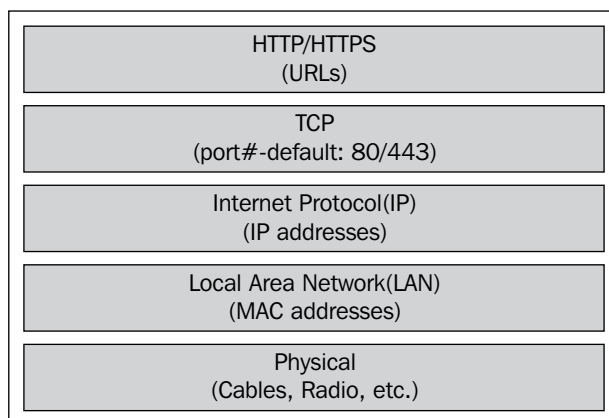 HTTP/HTTPS
(URLs)
TCP
(port#-default: 80/443)
Internet Protocol(IP)
(IP addresses)
Local Area Network(LAN)
(MAC addresses)
Physical
(Cables, Radio, etc.)